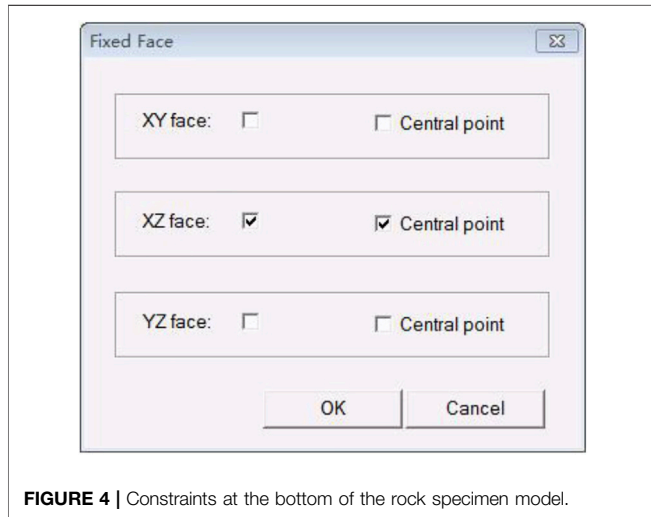 Fixed Face
XY face: Central point
XZ face: Central point
YZ face: Central point
OK Cancel
FIGURE 4 | Constraints at the bottom of the rock specimen model.